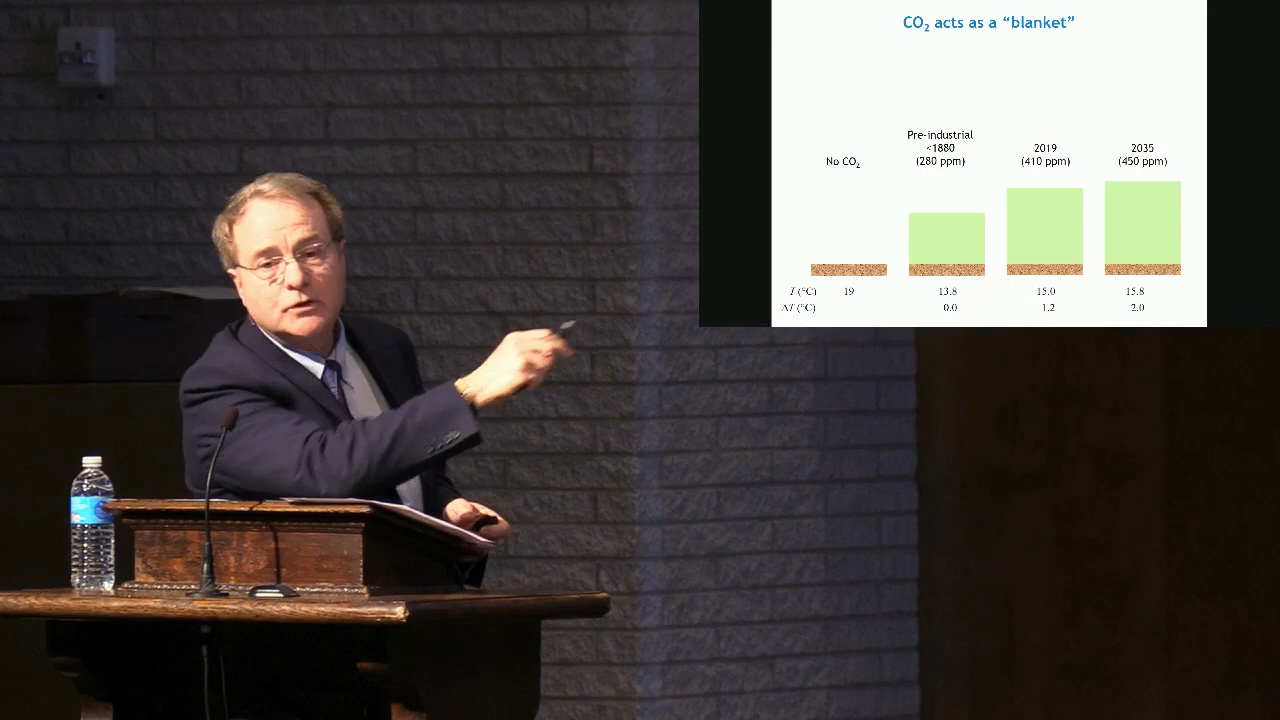 CO₂ acts as a “blanket”
Pre-industrial
<1880 2019 2035
No CO₂ (280 ppm) (410 ppm) (450 ppm)
T (°C) 19 13.8 15.0 15.8
ΔT (°C) 0.0 1.2 2.0